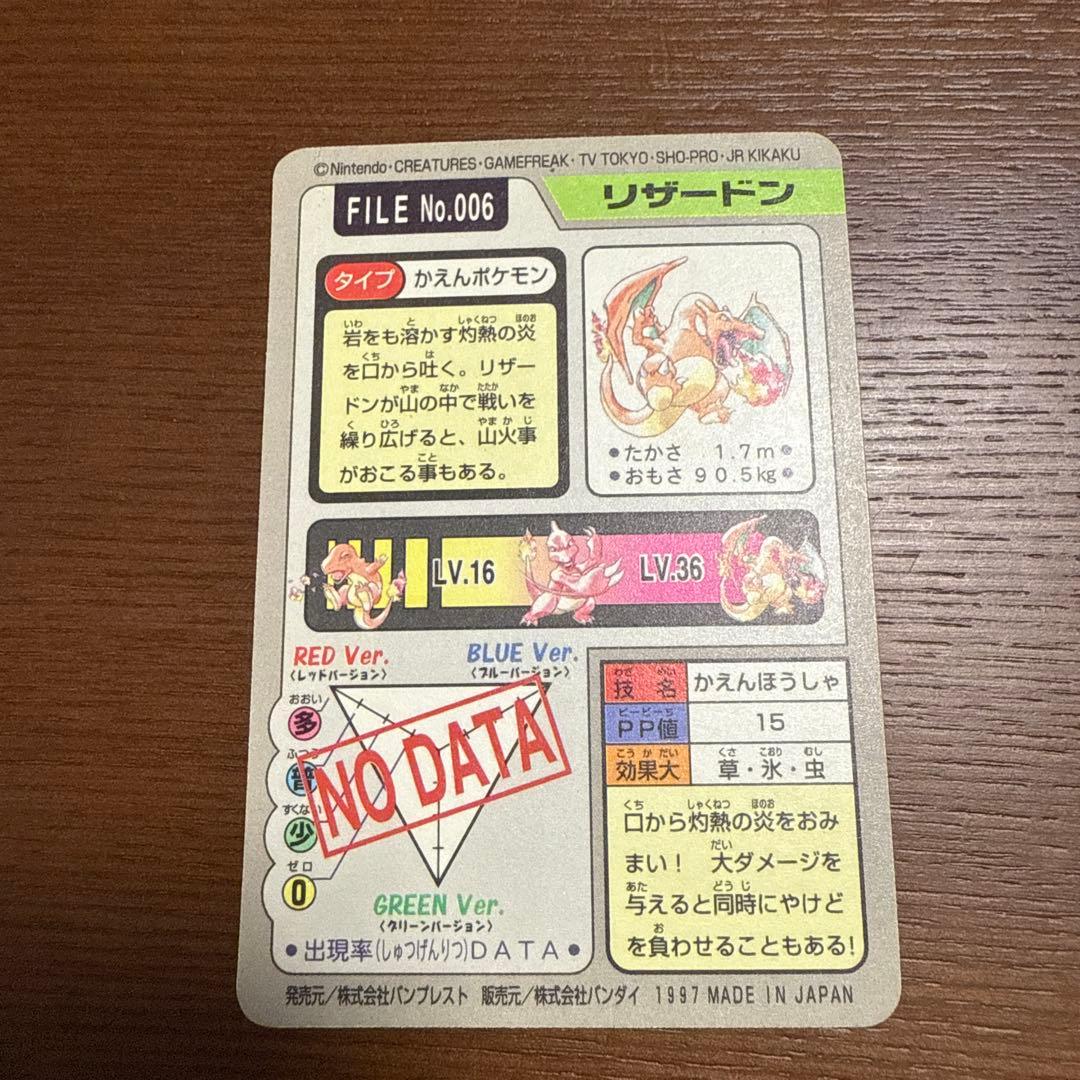 ©Nintendo・CREATURES・GAMEFREAK・TV TOKYO・SHO-PRO・JR KIKAKU
FILE No.006
リザードン
タイプ かえんポケモン
岩をも溶かす灼熱の炎
を口から吐く。リザー
ドンが山の中で戦いを
繰り広げると、山火事
がおこる事もある。
●たかさ 1.7m●
●おもさ 90.5kg●
LV.16
LV.36
RED Ver.
〈レッドバージョン〉
BLUE Ver.
〈ブルーバージョン〉
おおい
多
ふつう
普
すくない
少
ゼロ
0
NO DATA
GREEN Ver.
〈グリーンバージョン〉
●出現率(しゅつげんりつ)DATA●
技名 かえんほうしゃ
PP値 15
効果大 草・氷・虫
口から灼熱の炎をおみ
まい! 大ダメージを
与えると同時にやけど
を負わせることもある!
発売元/株式会社バンプレスト 販売元/株式会社バンダイ 1997 MADE IN JAPAN